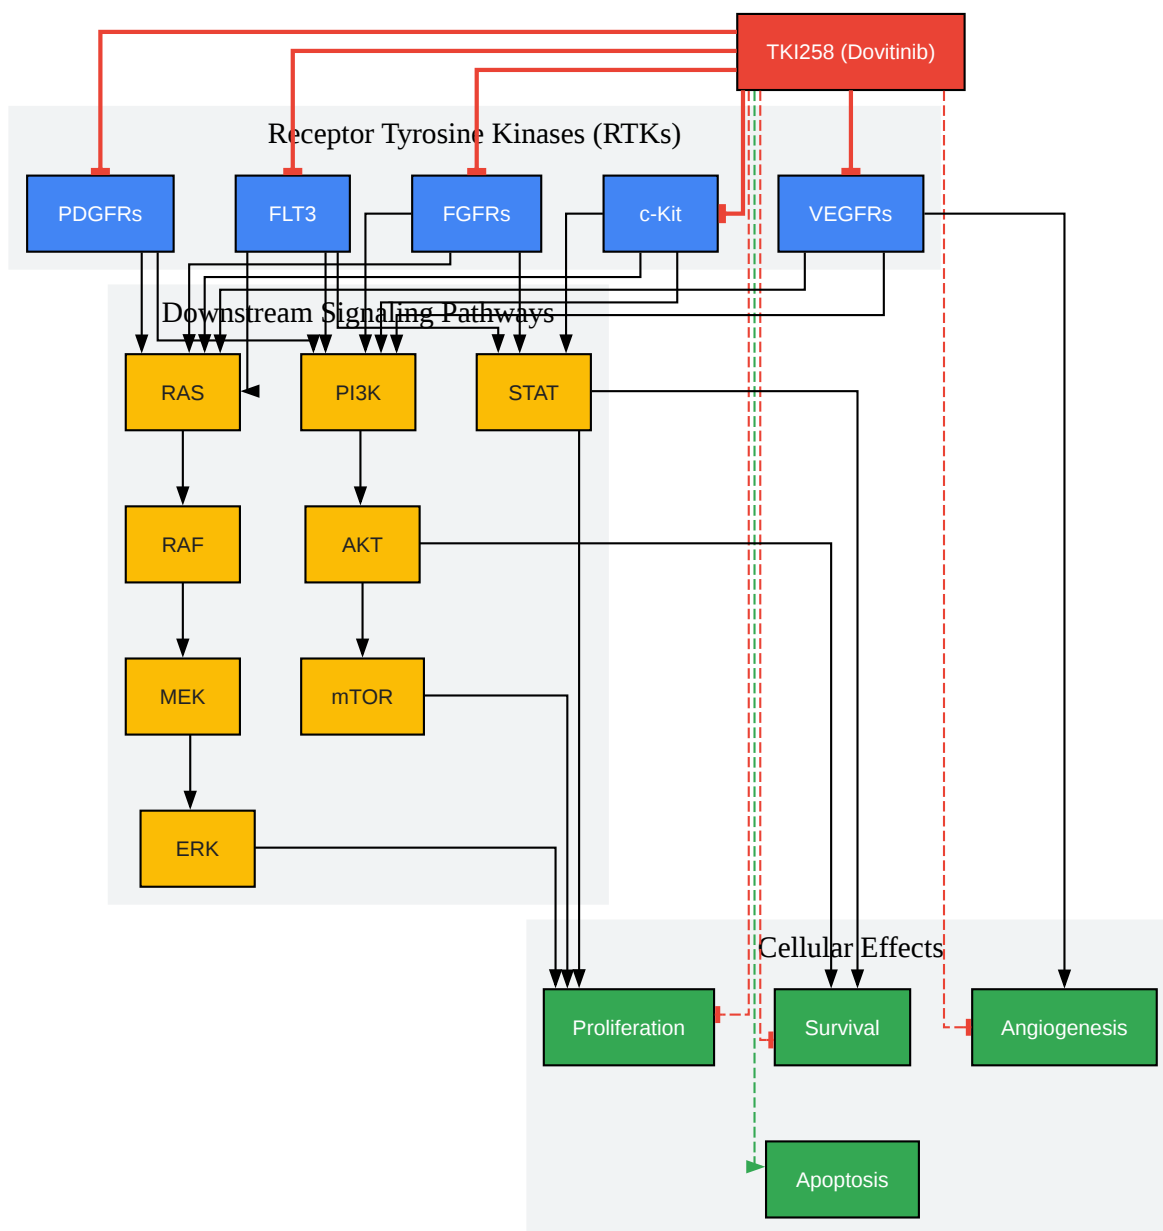 TKI258 (Dovitinib)
Receptor Tyrosine Kinases (RTKs)
PDGFRs
FLT3
FGFRs
c-Kit
VEGFRs
Downstream Signaling Pathways
RAS
PI3K
STAT
RAF
AKT
MEK
mTOR
ERK
Cellular Effects
Proliferation
Survival
Angiogenesis
Apoptosis